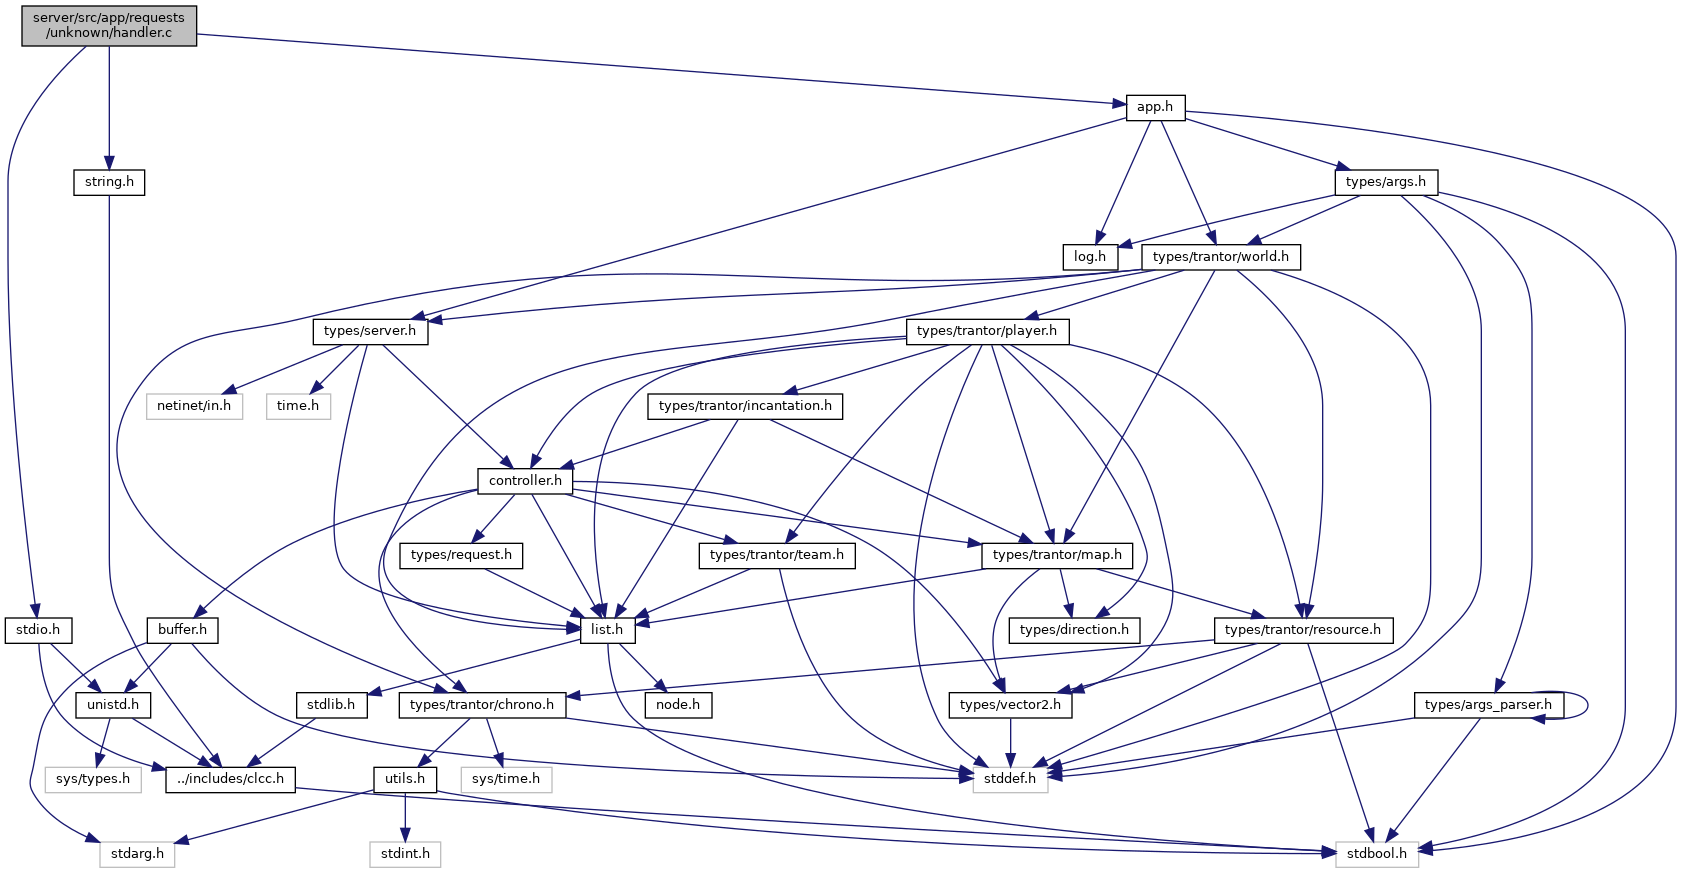 server/src/app/requests
/unknown/handler.c
app.h
string.h
types/args.h
log.h
types/trantor/world.h
types/server.h
types/trantor/player.h
netinet/in.h
time.h
types/trantor/incantation.h
controller.h
types/request.h
types/trantor/team.h
types/trantor/map.h
stdio.h
buffer.h
list.h
types/direction.h
types/trantor/resource.h
unistd.h
stdlib.h
types/trantor/chrono.h
node.h
types/vector2.h
types/args_parser.h
sys/types.h
../includes/clcc.h
utils.h
sys/time.h
stddef.h
stdarg.h
stdint.h
stdbool.h